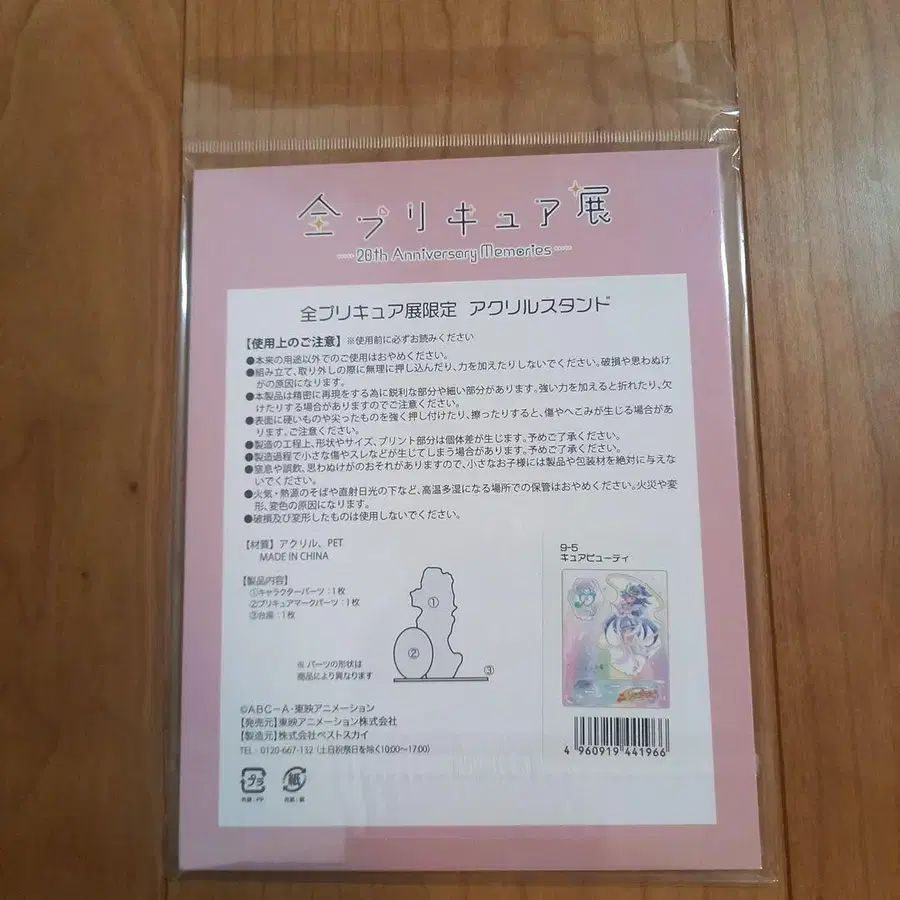 全プリキュア展
20th Anniversary Memories
全プリキュア展限定 アクリルスタンド
【使用上のご注意】 ※使用前に必ずお読みください
●本来の用途以外でのご使用はおやめください。
●組み立て、取り外しの際に無理に押し込んだり、力を加えたりしないでください。破損や思わぬけ
がの原因になります。
●本製品は精密に再現をする為に鋭利な部分や細い部分があります。強い力を加えると折れたり、欠
けたりする場合がありますのでご注意ください。
●表面に硬いものや尖ったものを強く押し付けたり、擦ったりすると、傷やへこみが生じる場合があ
ります。ご注意ください。
●製造の工程上、形状やサイズ、プリント部分は個体差が生じます。予めご了承ください。
●製造過程で小さな傷やスレなどが生じてしまう場合があります。予めご了承ください。
●窒息や誤飲、思わぬけがのおそれがありますので、小さなお子様には製品や包装材を絶対に与えな
いでください。
●火気・熱源のそばや直射日光の下など、高温多湿になる場所での保管はおやめください。火災や変
形、変色の原因になります。
●破損及び変形したものは使用しないでください。
【材質】 アクリル、PET
MADE IN CHINA
【製品内容】
①キャラクターパーツ：1枚
②プリキュアマークパーツ：1枚
③台座：1枚
①
②
③
※ パーツの形状は
商品により異なります
9-5
キュアビューティ
4 960919 441966
©ABC-A・東映アニメーション
【発売元】東映アニメーション株式会社
【製造元】株式会社ベストスカイ
TEL：0120-667-132（土日祝祭日を除く10:00〜17:00）
プラ
紙
外袋：PP
台紙：紙